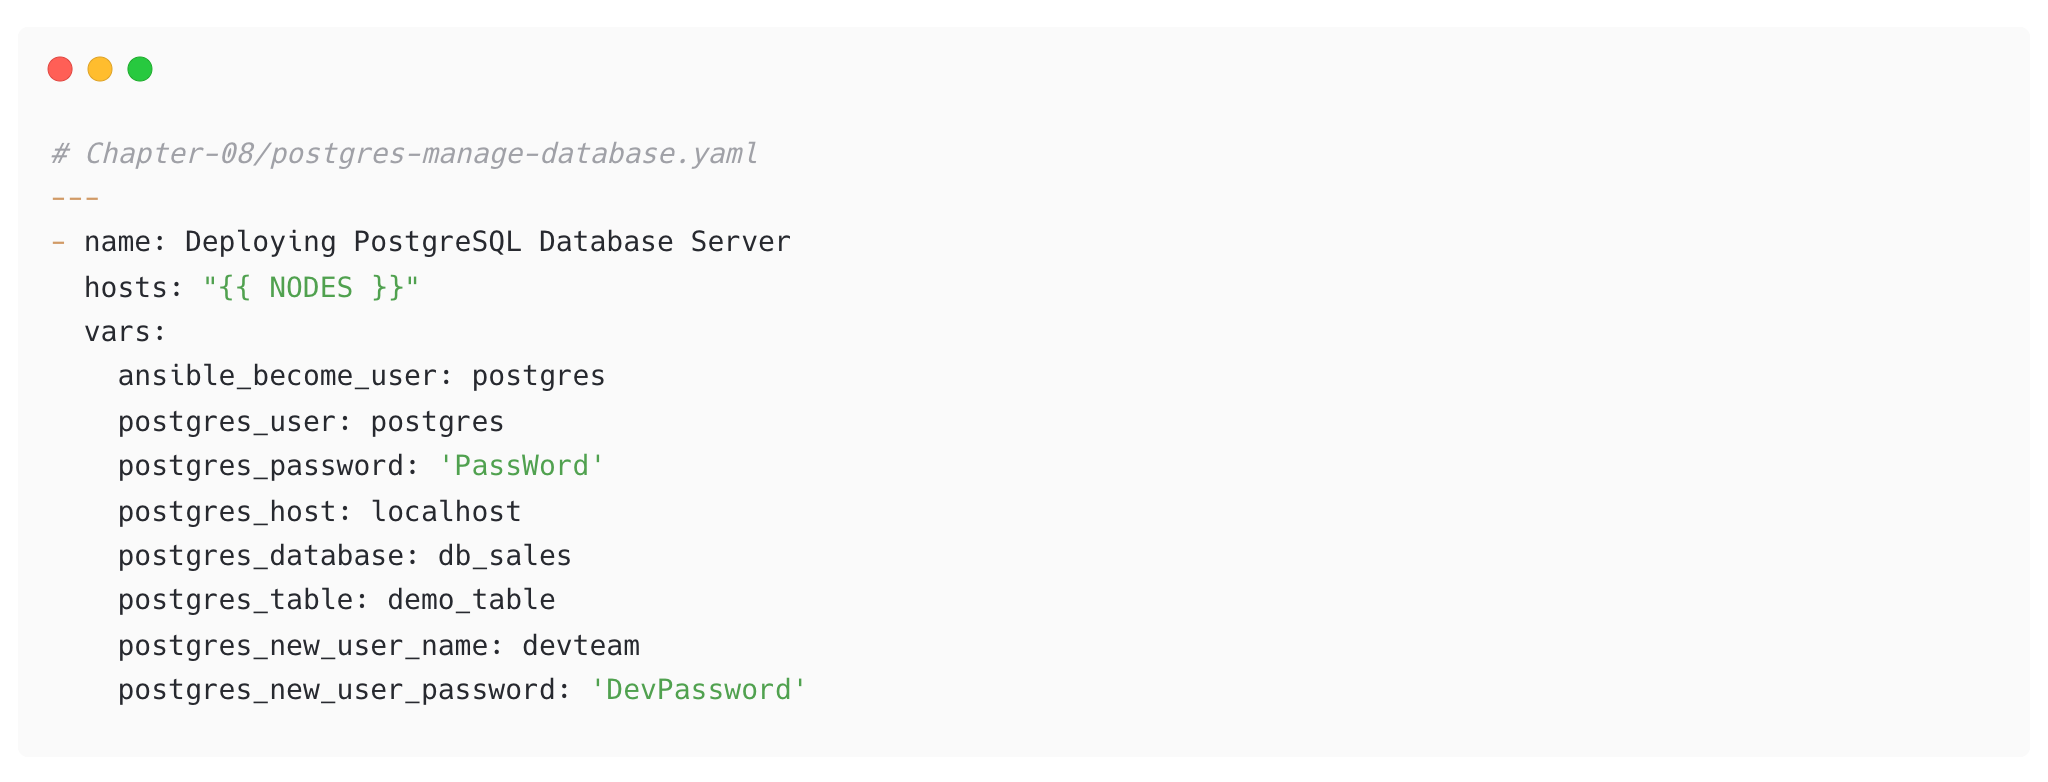 # Chapter-08/postgres-manage-database.yaml
---
- name: Deploying PostgreSQL Database Server
  hosts: "{{ NODES }}"
  vars:
    ansible_become_user: postgres
    postgres_user: postgres
    postgres_password: 'PassWord'
    postgres_host: localhost
    postgres_database: db_sales
    postgres_table: demo_table
    postgres_new_user_name: devteam
    postgres_new_user_password: 'DevPassword'